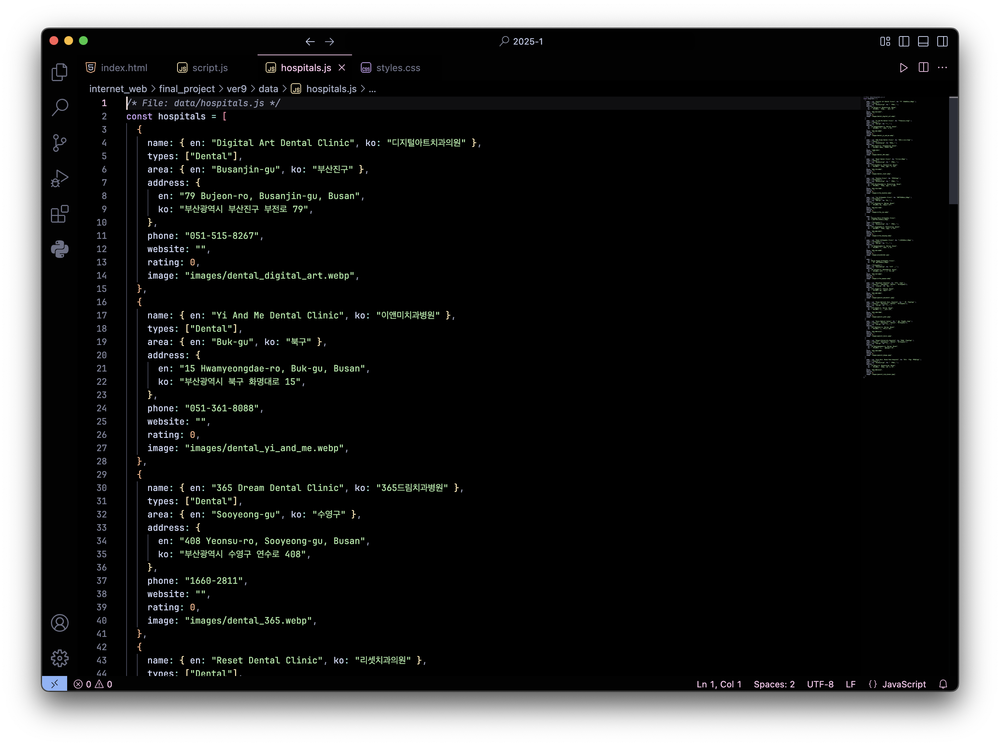 2025-1
index.html
script.js
hospitals.js
styles.css
internet_web > final_project > ver9 > data > hospitals.js > ...
1 /* File: data/hospitals.js */
2 const hospitals = [
3 {
4 name: { en: "Digital Art Dental Clinic", ko: "디지털아트치과의원" },
5 types: ["Dental"],
6 area: { en: "Busanjin-gu", ko: "부산진구" },
7 address: {
8 en: "79 Bujeon-ro, Busanjin-gu, Busan",
9 ko: "부산광역시 부산진구 부전로 79",
10 },
11 phone: "051-515-8267",
12 website: "",
13 rating: 0,
14 image: "images/dental_digital_art.webp",
15 },
16 {
17 name: { en: "Yi And Me Dental Clinic", ko: "이앤미치과병원" },
18 types: ["Dental"],
19 area: { en: "Buk-gu", ko: "북구" },
20 address: {
21 en: "15 Hwamyeongdae-ro, Buk-gu, Busan",
22 ko: "부산광역시 북구 화명대로 15",
23 },
24 phone: "051-361-8088",
25 website: "",
26 rating: 0,
27 image: "images/dental_yi_and_me.webp",
28 },
29 {
30 name: { en: "365 Dream Dental Clinic", ko: "365드림치과병원" },
31 types: ["Dental"],
32 area: { en: "Sooyeong-gu", ko: "수영구" },
33 address: {
34 en: "408 Yeonsu-ro, Sooyeong-gu, Busan",
35 ko: "부산광역시 수영구 연수로 408",
36 },
37 phone: "1660-2811",
38 website: "",
39 rating: 0,
40 image: "images/dental_365.webp",
41 },
42 {
43 name: { en: "Reset Dental Clinic", ko: "리셋치과의원" },
44 types: ["Dental"],
0 0
Ln 1, Col 1
Spaces: 2
UTF-8
LF
{} JavaScript